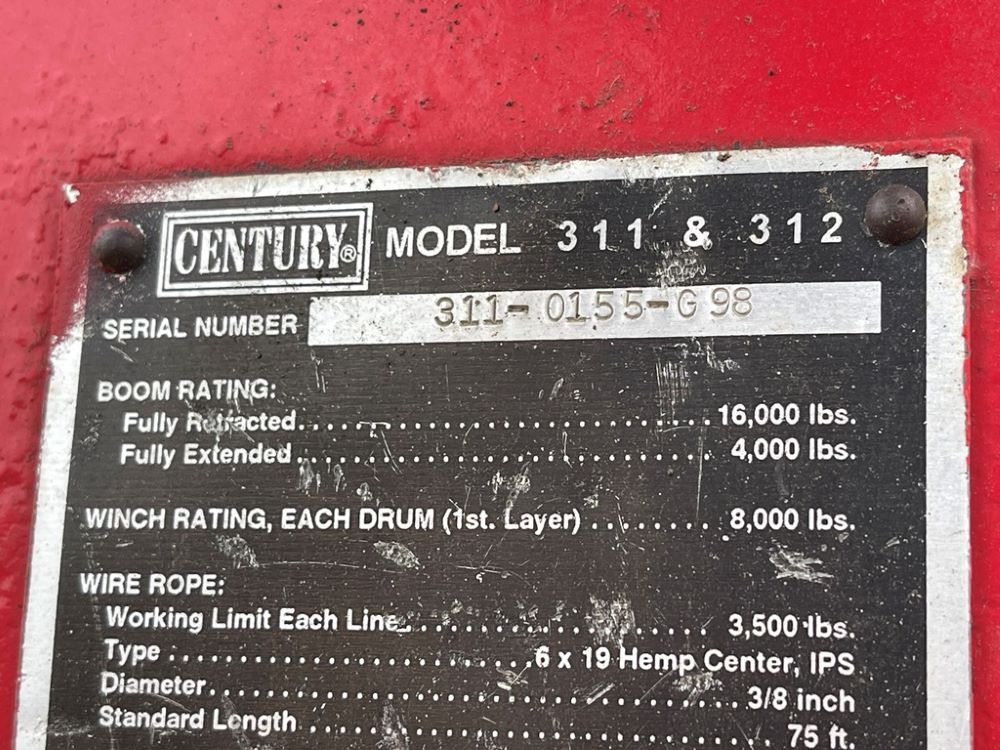 CENTURY® MODEL 311 & 312
SERIAL NUMBER 311-0155-G98
BOOM RATING:
Fully Retracted.............................. 16,000 lbs.
Fully Extended.............................. 4,000 lbs.
WINCH RATING, EACH DRUM (1st. Layer) ........ 8,000 lbs.
WIRE ROPE:
Working Limit Each Line...................... 3,500 lbs.
Type ..............................6 x 19 Hemp Center, IPS
Diameter.................................... 3/8 inch
Standard Length .............................. 75 ft.